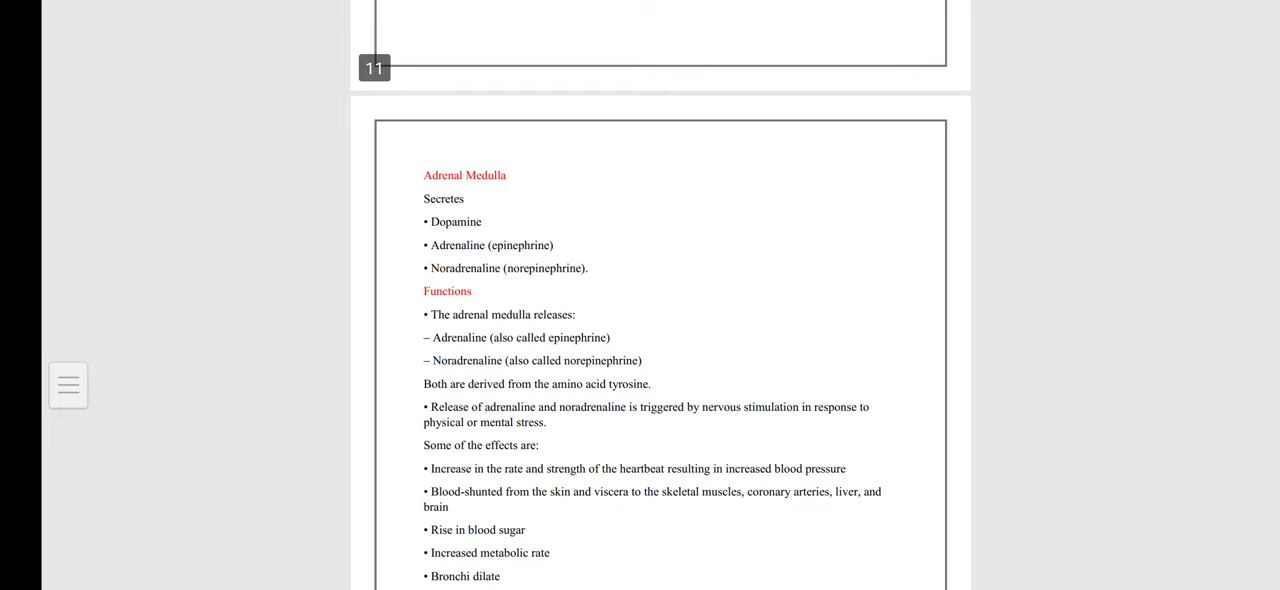 11
Adrenal Medulla
Secretes
• Dopamine
• Adrenaline (epinephrine)
• Noradrenaline (norepinephrine).
Functions
• The adrenal medulla releases:
– Adrenaline (also called epinephrine)
– Noradrenaline (also called norepinephrine)
Both are derived from the amino acid tyrosine.
• Release of adrenaline and noradrenaline is triggered by nervous stimulation in response to
physical or mental stress.
Some of the effects are:
• Increase in the rate and strength of the heartbeat resulting in increased blood pressure
• Blood-shunted from the skin and viscera to the skeletal muscles, coronary arteries, liver, and
brain
• Rise in blood sugar
• Increased metabolic rate
• Bronchi dilate